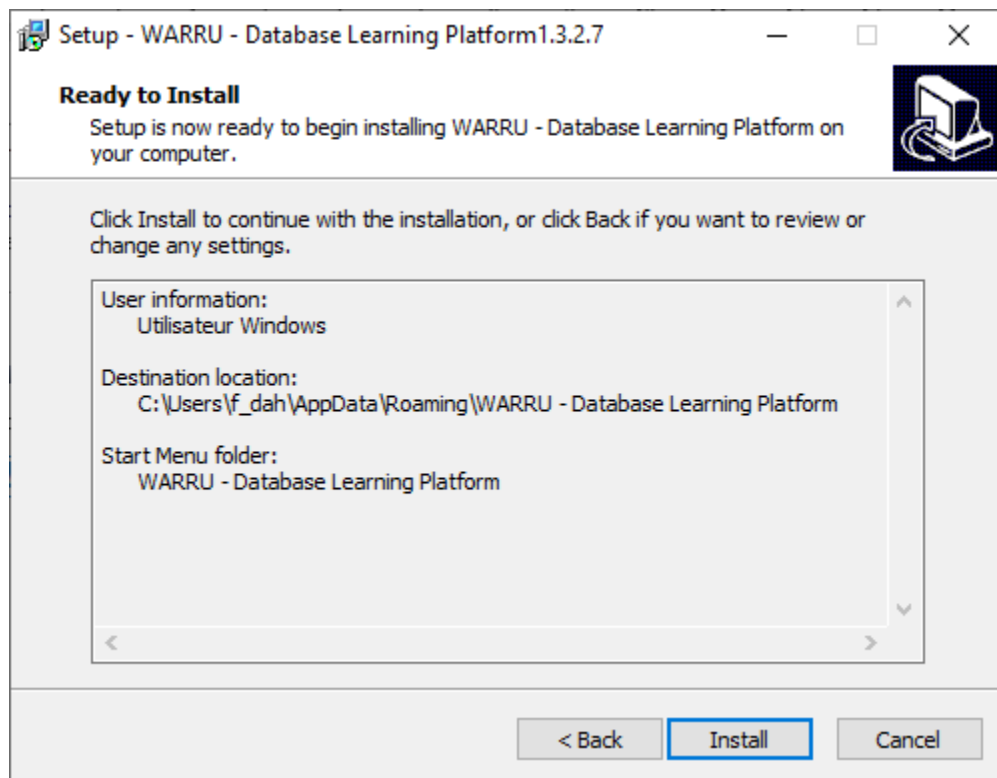 Setup - WARRU - Database Learning Platform1.3.2.7
Ready to Install
Setup is now ready to begin installing WARRU - Database Learning Platform on
your computer.
Click Install to continue with the installation, or click Back if you want to review or
change any settings.
User information:
Utilisateur Windows
Destination location:
C:\Users\f_dah\AppData\Roaming\WARRU - Database Learning Platform
Start Menu folder:
WARRU - Database Learning Platform
< Back
Install
Cancel